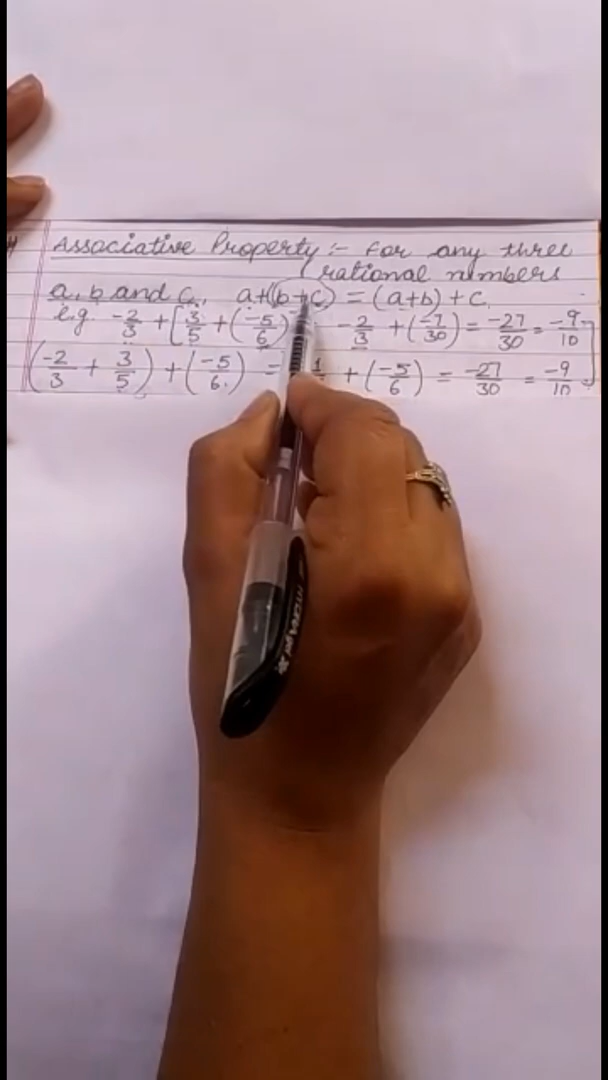 Associative Property :- For any three
rational numbers
a, b and c, a+(b+c) = (a+b)+c.
e.g. -2/3 + [3/5 + (-5/6) -2/3 + (-7/30) = -27/30 = -9/10
(-2/3 + 3/5) + (-5/6) = + (-5/6) = -27/30 = -9/10